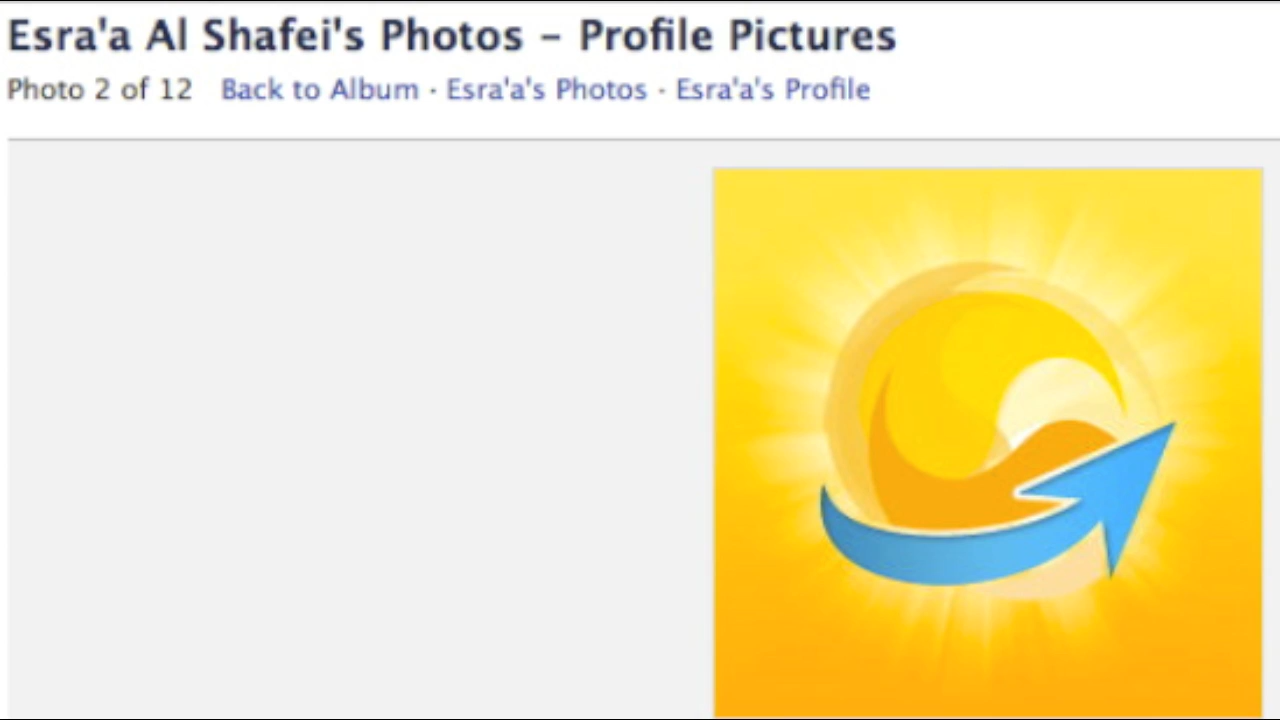 Esra'a Al Shafei's Photos – Profile Pictures
Photo 2 of 12 Back to Album · Esra'a's Photos · Esra'a's Profile